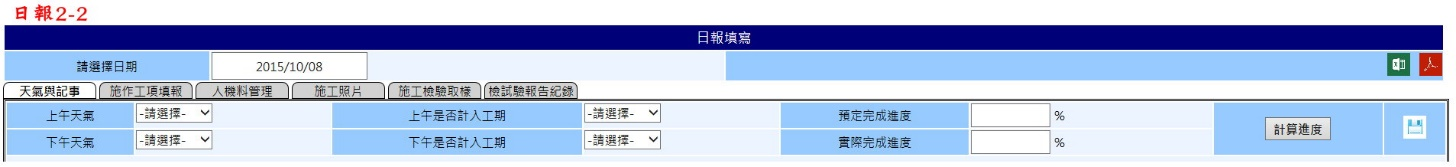 日報2-2
日報填寫
請選擇日期 2015/10/08
天氣與記事 施作工項填報 人機料管理 施工照片 施工檢驗取樣 檢試驗報告紀錄
上午天氣 -請選擇- 上午是否計入工期 -請選擇- 預定完成進度 % 計算進度
下午天氣 -請選擇- 下午是否計入工期 -請選擇- 實際完成進度 %